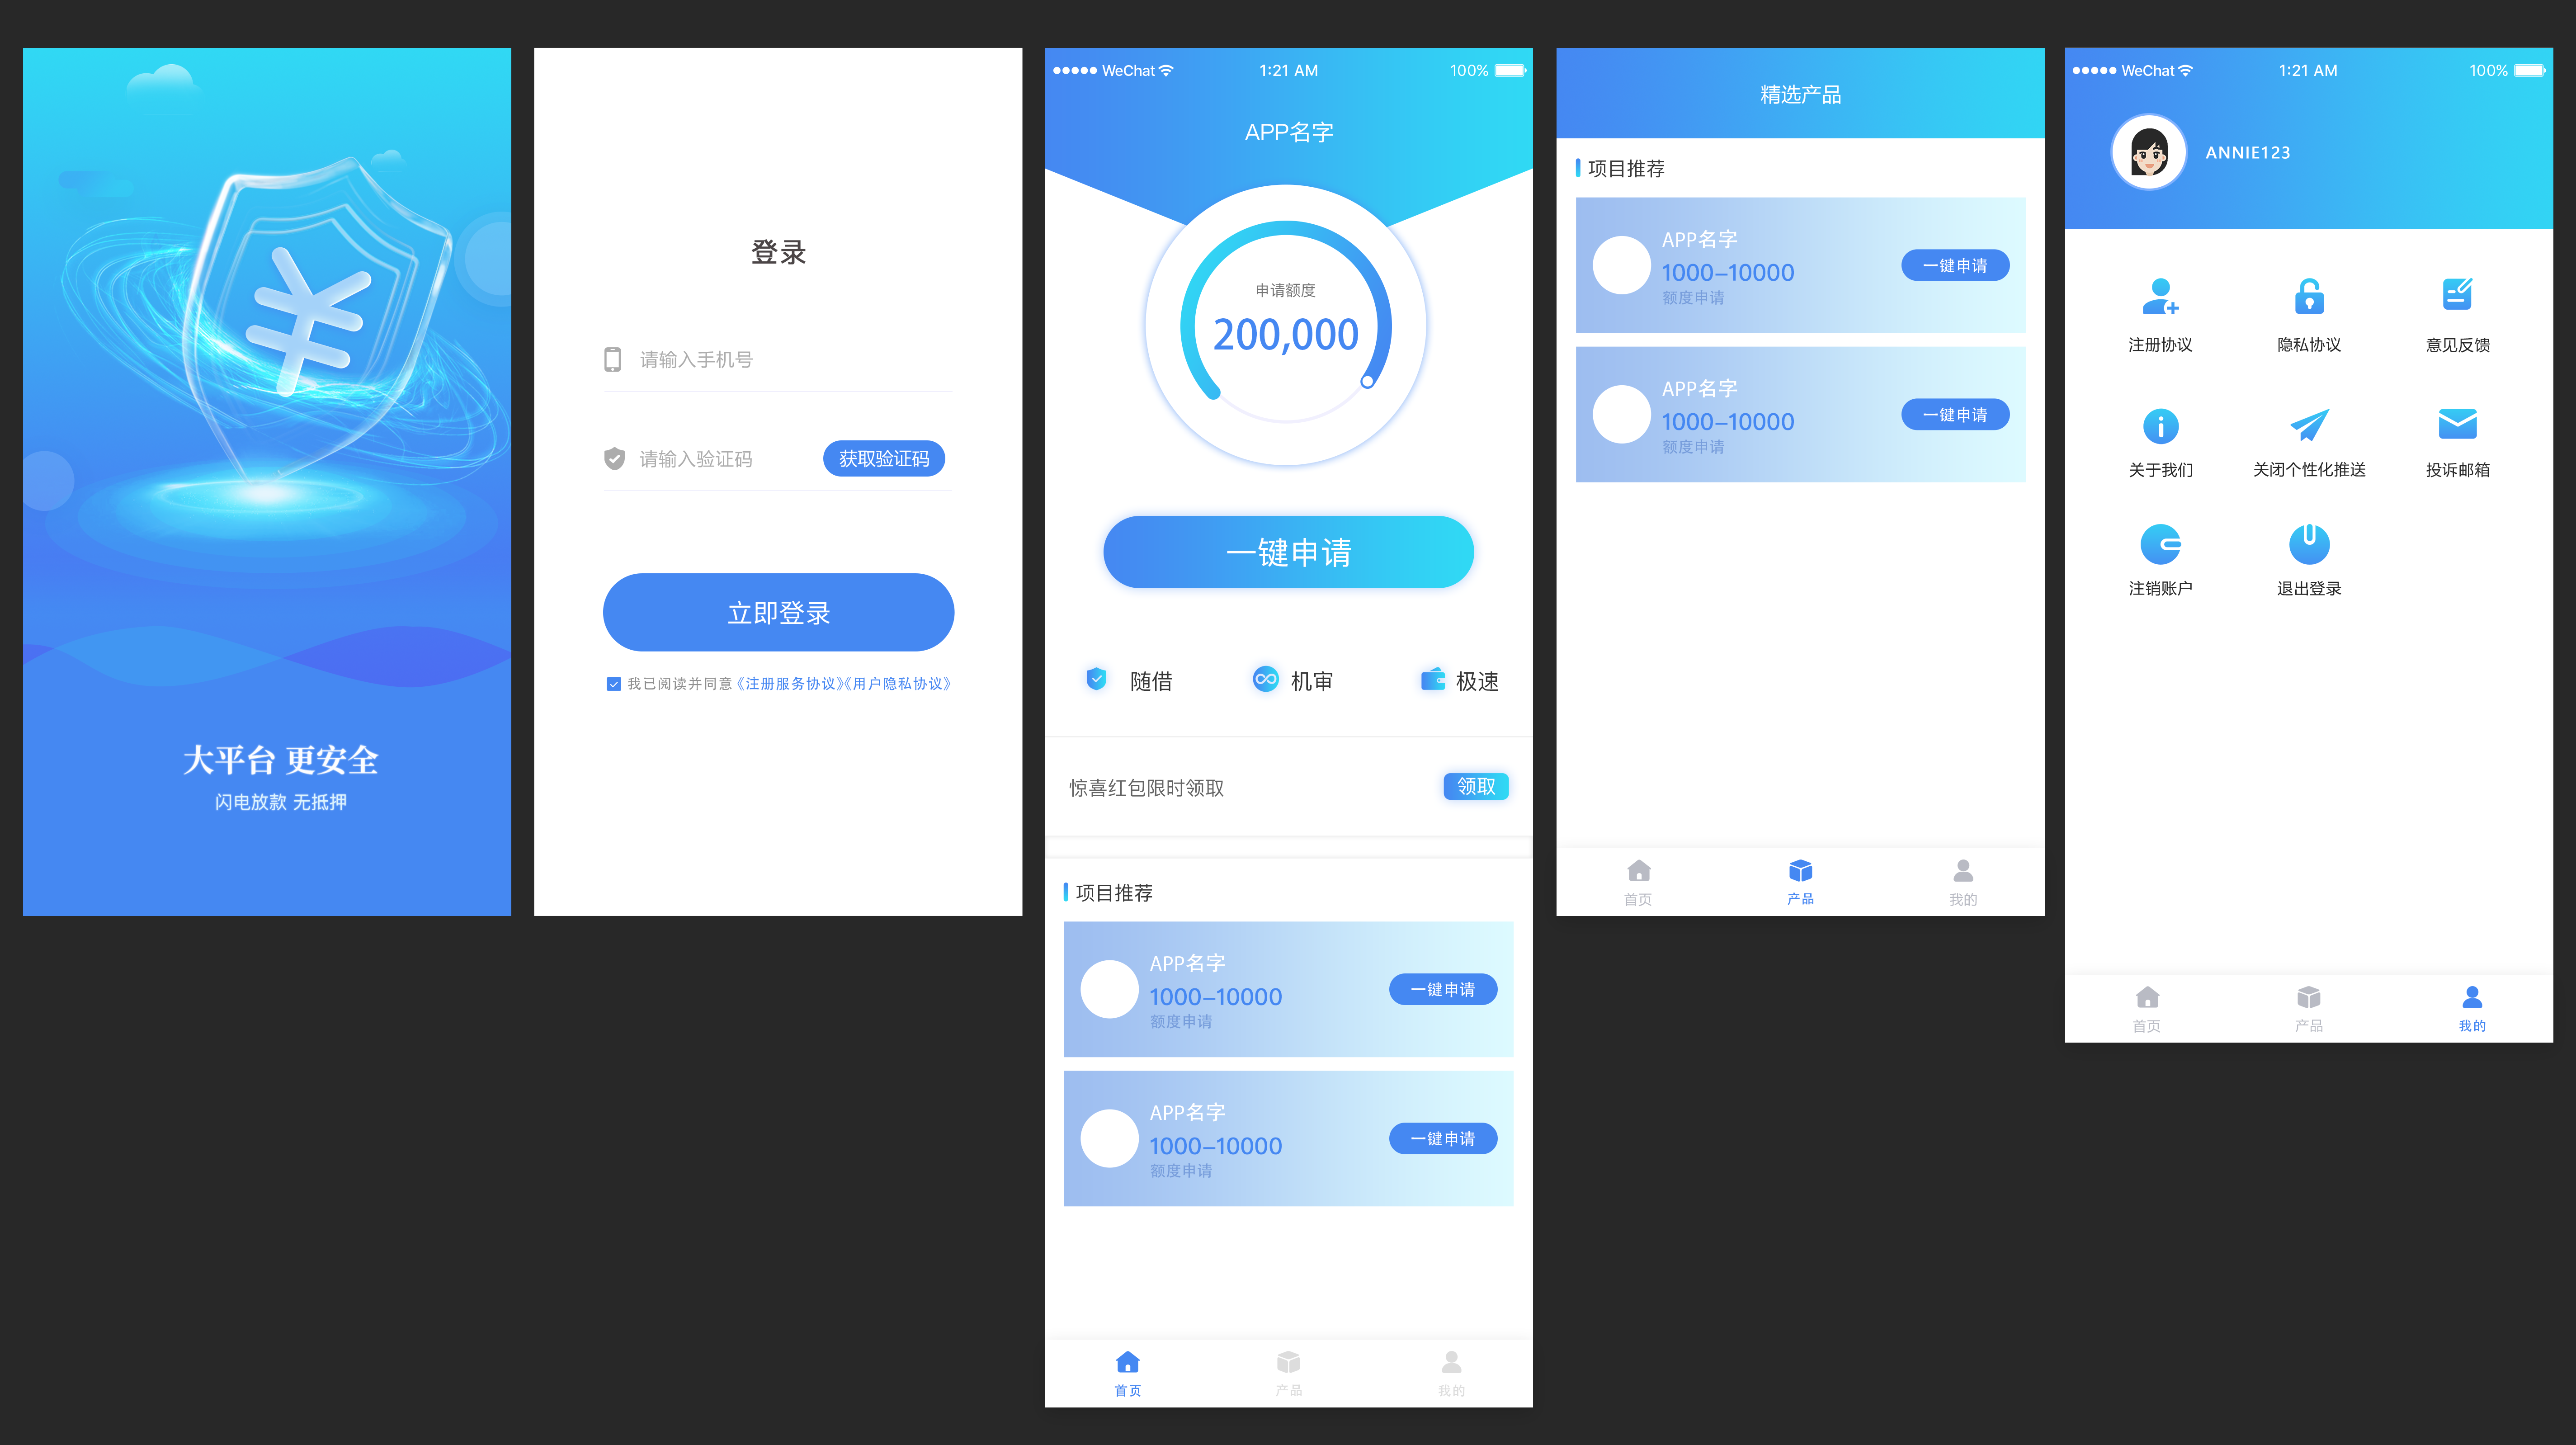 大平台 更安全
闪电放款 无抵押
登录
请输入手机号
请输入验证码
获取验证码
立即登录
我已阅读并同意《注册服务协议》《用户隐私协议》
WeChat 1:21 AM 100%
APP名字
申请额度
200,000
一键申请
随借
机审
极速
惊喜红包限时领取
领取
项目推荐
APP名字
1000-10000
额度申请
一键申请
APP名字
1000-10000
额度申请
一键申请
首页
产品
我的
精选产品
项目推荐
APP名字
1000-10000
额度申请
一键申请
APP名字
1000-10000
额度申请
一键申请
首页
产品
我的
WeChat 1:21 AM 100%
ANNIE123
注册协议
隐私协议
意见反馈
关于我们
关闭个性化推送
投诉邮箱
注销账户
退出登录
首页
产品
我的